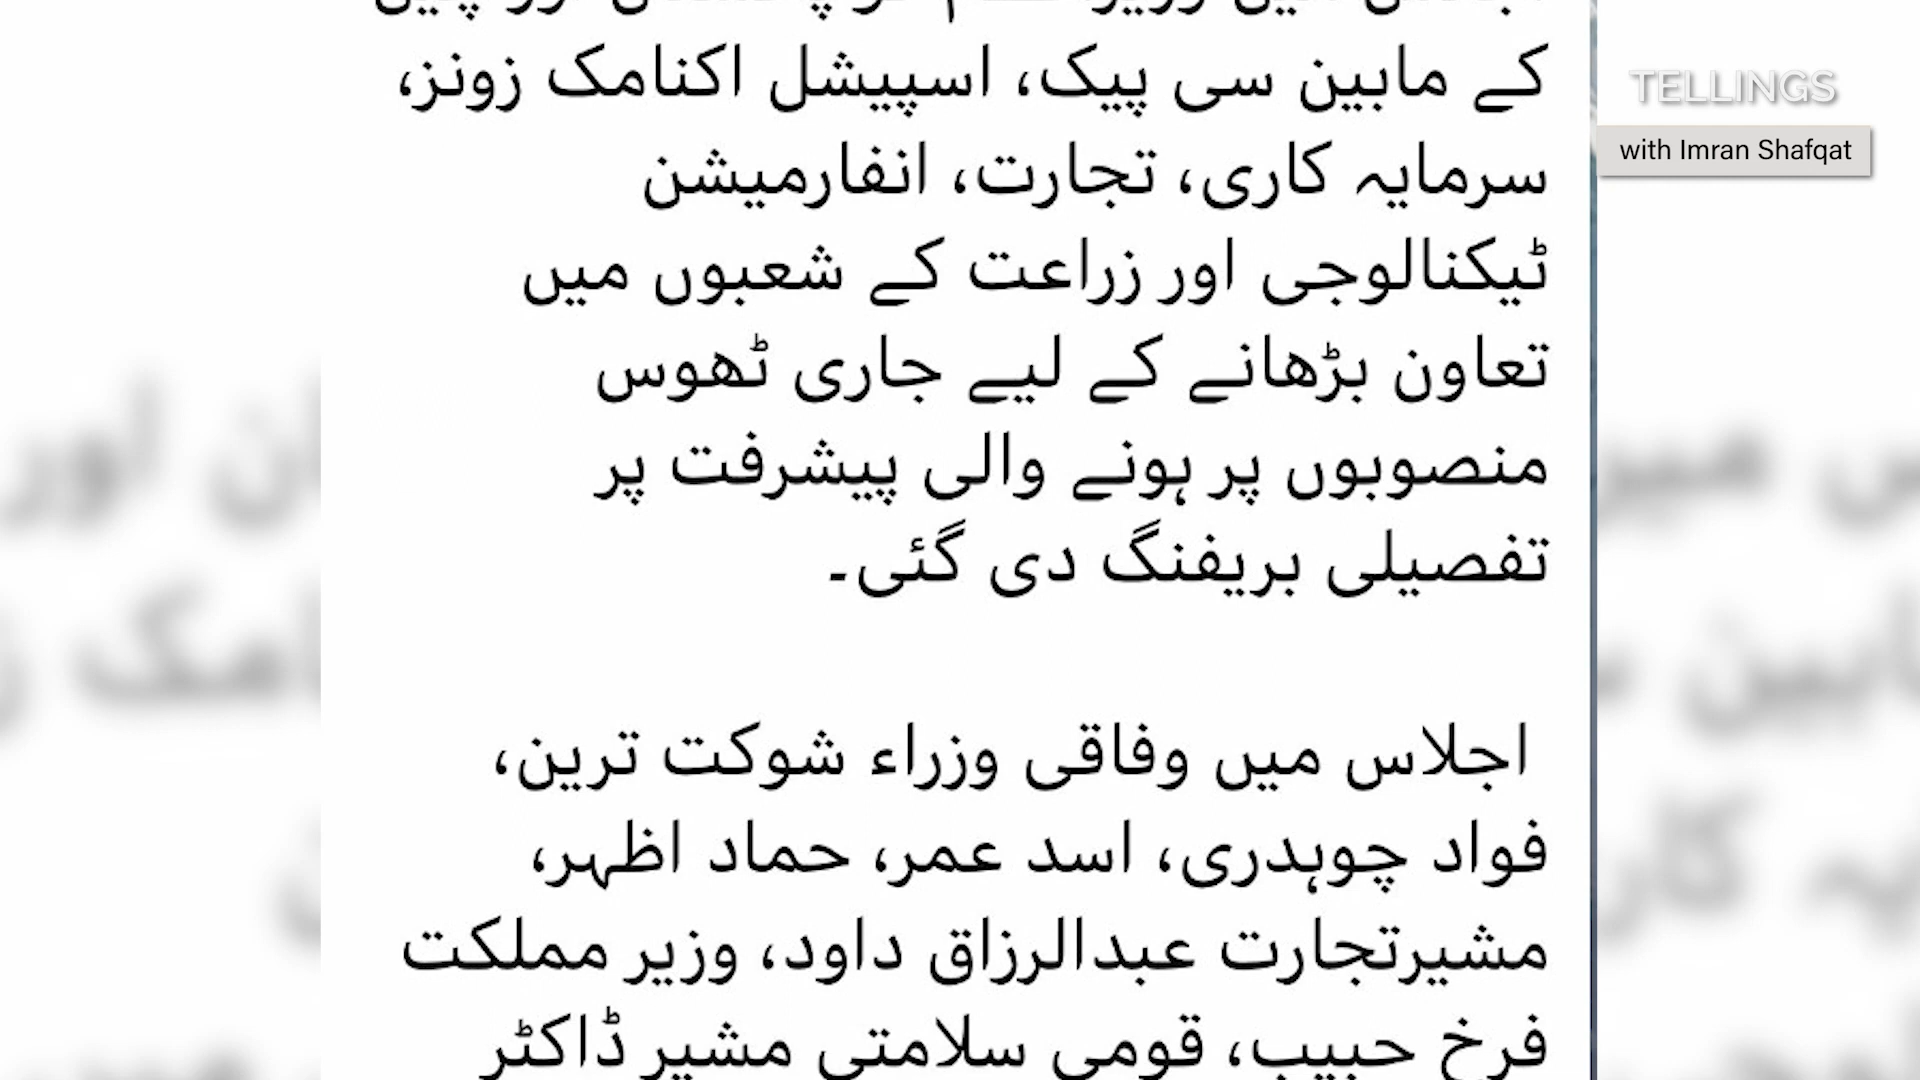 کے مابین سی پیک، اسپیشل اکنامک زونز،
سرمایہ کاری، تجارت، انفارمیشن
ٹیکنالوجی اور زراعت کے شعبوں میں
تعاون بڑھانے کے لیے جاری ٹھوس
منصوبوں پر ہونے والی پیشرفت پر
تفصیلی بریفنگ دی گئی۔
اجلاس میں وفاقی وزراء شوکت ترین،
فواد چوہدری، اسد عمر، حماد اظہر،
مشیرتجارت عبدالرزاق داود، وزیر مملکت
فرخ حبیب، قومی سلامتی مشیر ڈاکٹر
TELLINGS
with Imran Shafqat